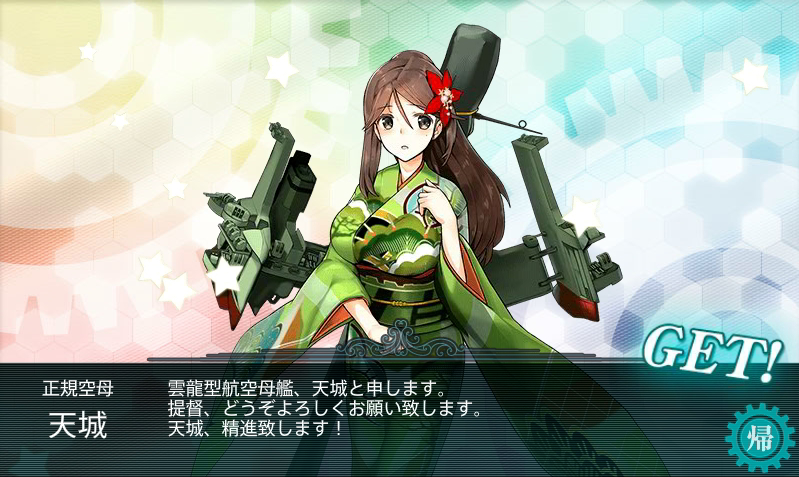 GET!
正規空母
天城
雲龍型航空母艦、天城と申します。
提督、どうぞよろしくお願い致します。
天城、精進致します！
帰